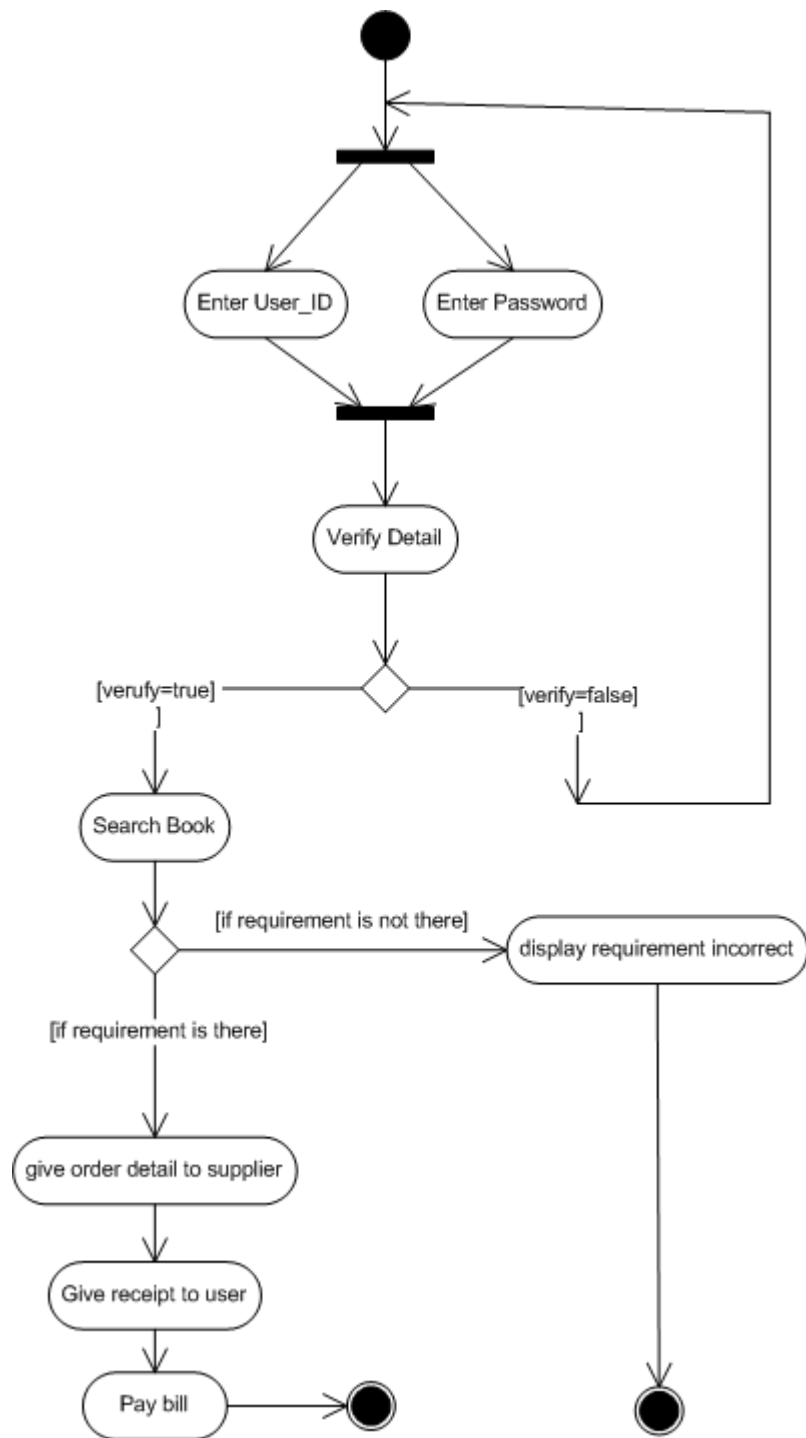 Enter User_ID
Enter Password
Verify Detail
[verufy=true]
]
[verify=false]
]
Search Book
[if requirement is not there]
display requirement incorrect
[if requirement is there]
give order detail to supplier
Give receipt to user
Pay bill